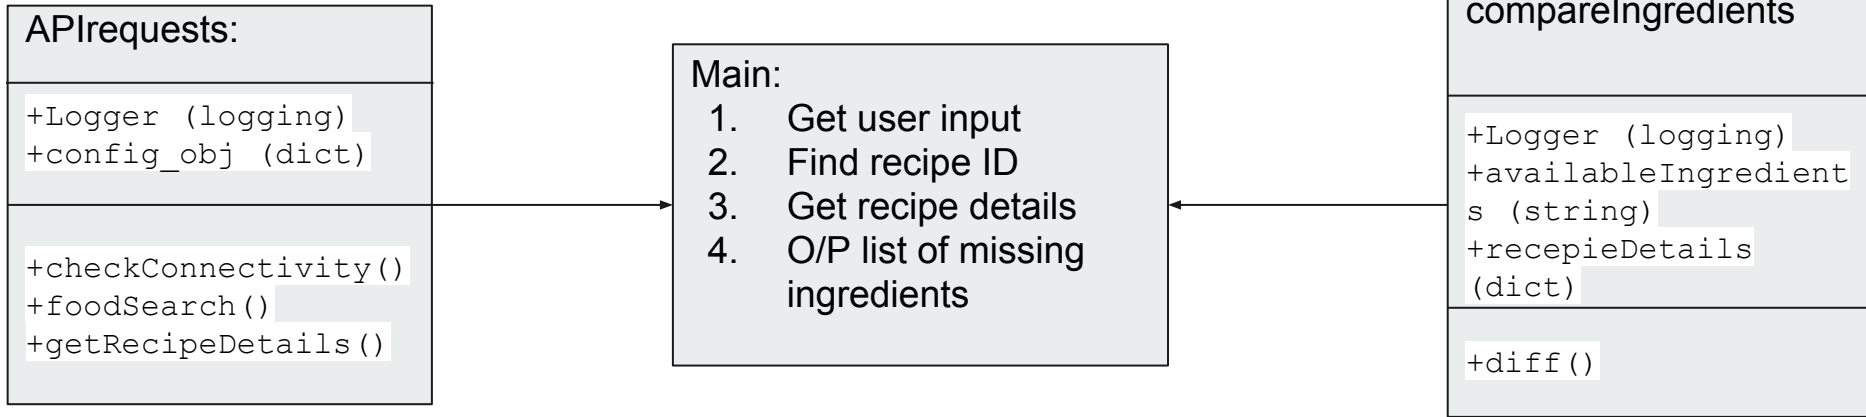 APIrequests:
+Logger (logging)
+config_obj (dict)
+checkConnectivity()
+foodSearch()
+getRecipeDetails()
Main:
1. Get user input
2. Find recipe ID
3. Get recipe details
4. O/P list of missing
ingredients
compareIngredients
+Logger (logging)
+availableIngredient
s (string)
+recepieDetails
(dict)
+diff()